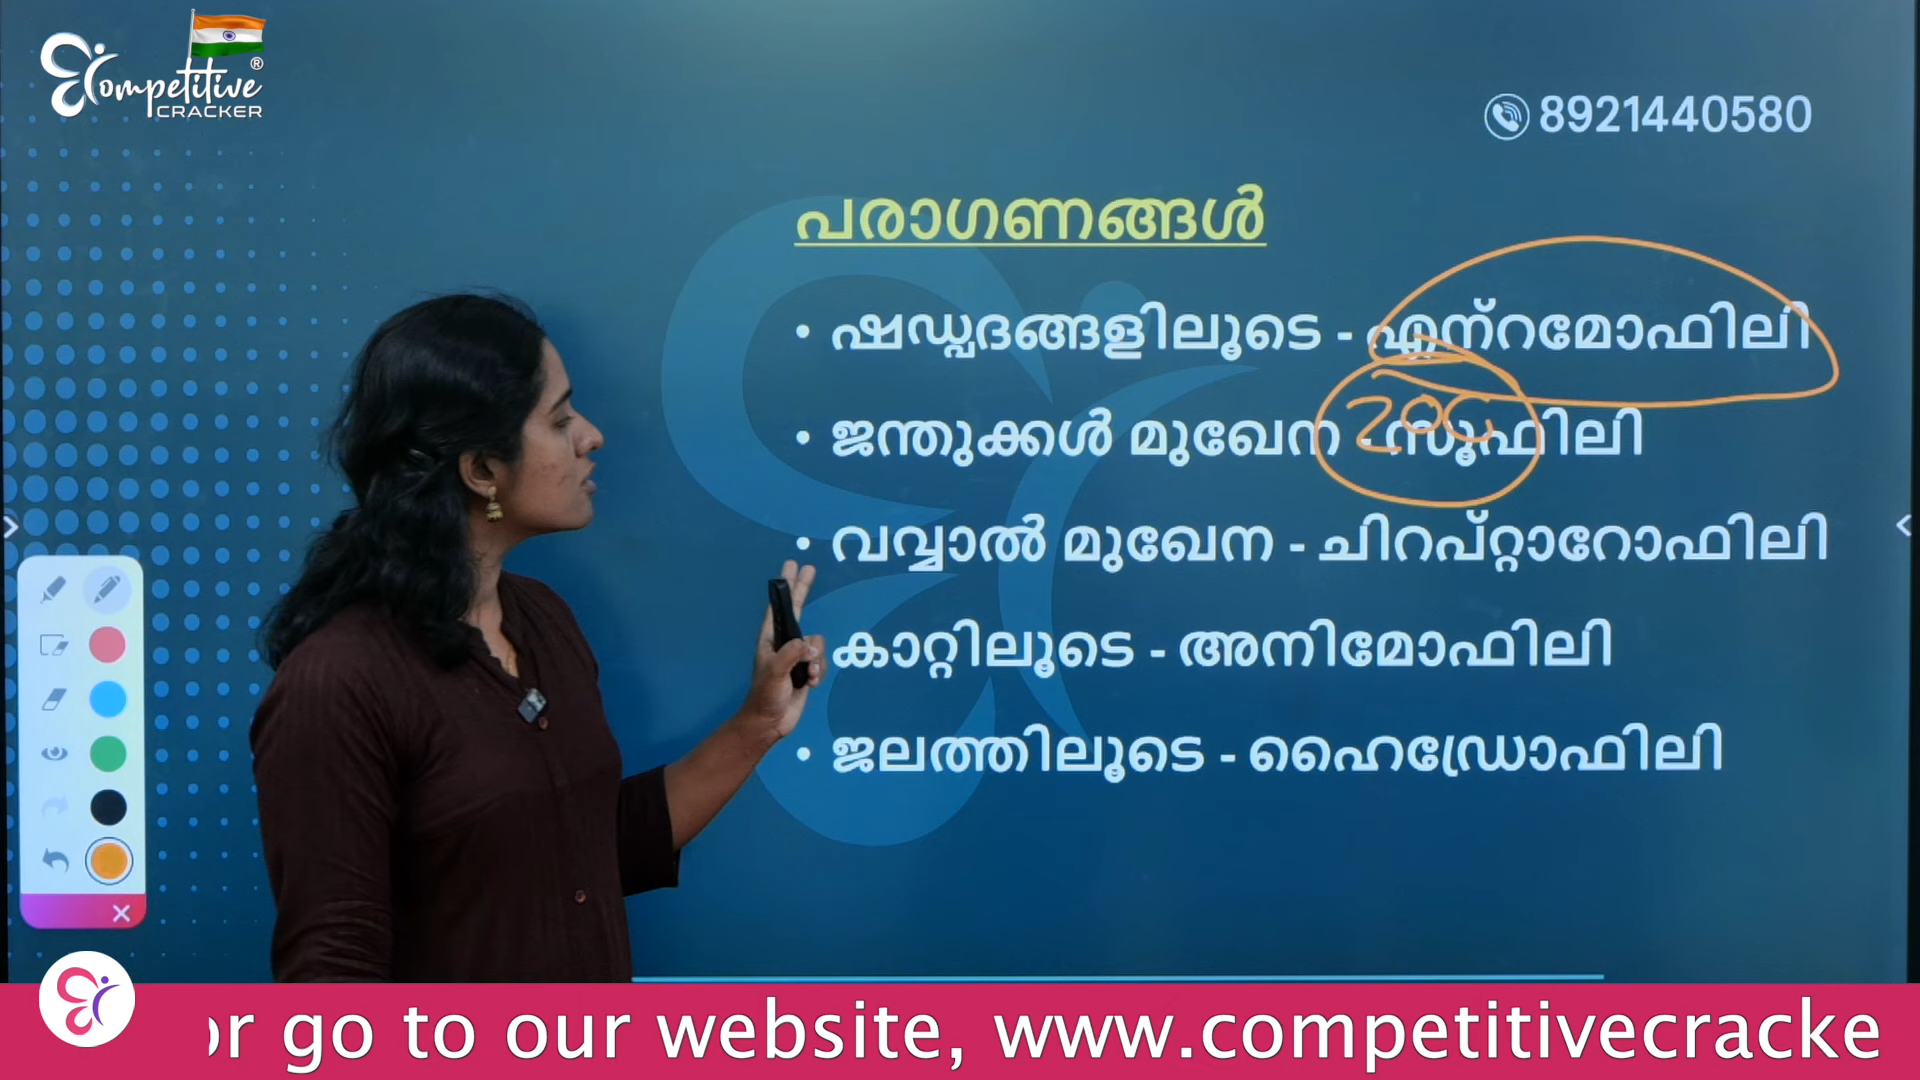 Competitive®
CRACKER
8921440580
പരാഗണങ്ങൾ
• ഷഡ്പദങ്ങളിലൂടെ - എന്റമോഫിലി
• ജന്തുക്കൾ മുഖേന - സൂഫിലി
zoo
• വവ്വാൽ മുഖേന - ചിറപ്റ്റാറോഫിലി
കാറ്റിലൂടെ - അനിമോഫിലി
• ജലത്തിലൂടെ - ഹൈഡ്രോഫിലി
or go to our website, www.competitivecracke